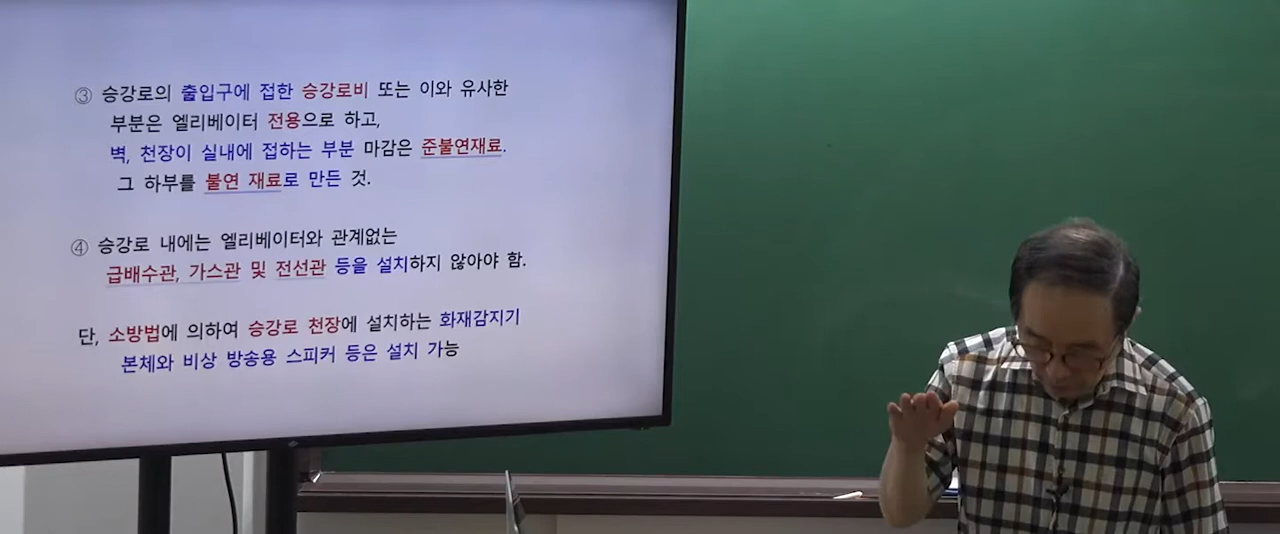 ③ 승강로의 출입구에 접한 승강로비 또는 이와 유사한
부분은 엘리베이터 전용으로 하고,
벽, 천장이 실내에 접하는 부분 마감은 준불연재료.
그 하부를 불연 재료로 만든 것.
④ 승강로 내에는 엘리베이터와 관계없는
급배수관, 가스관 및 전선관 등을 설치하지 않아야 함.
단, 소방법에 의하여 승강로 천장에 설치하는 화재감지기
본체와 비상 방송용 스피커 등은 설치 가능